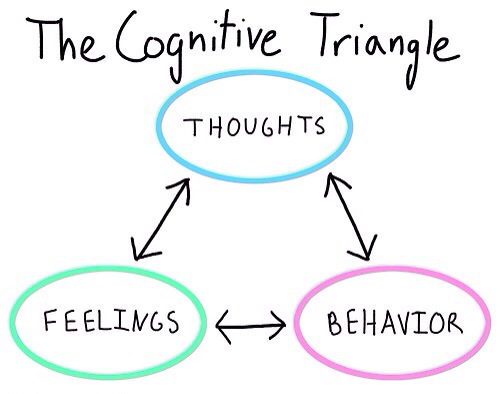 The Cognitive Triangle
THOUGHTS
FEELINGS
BEHAVIOR